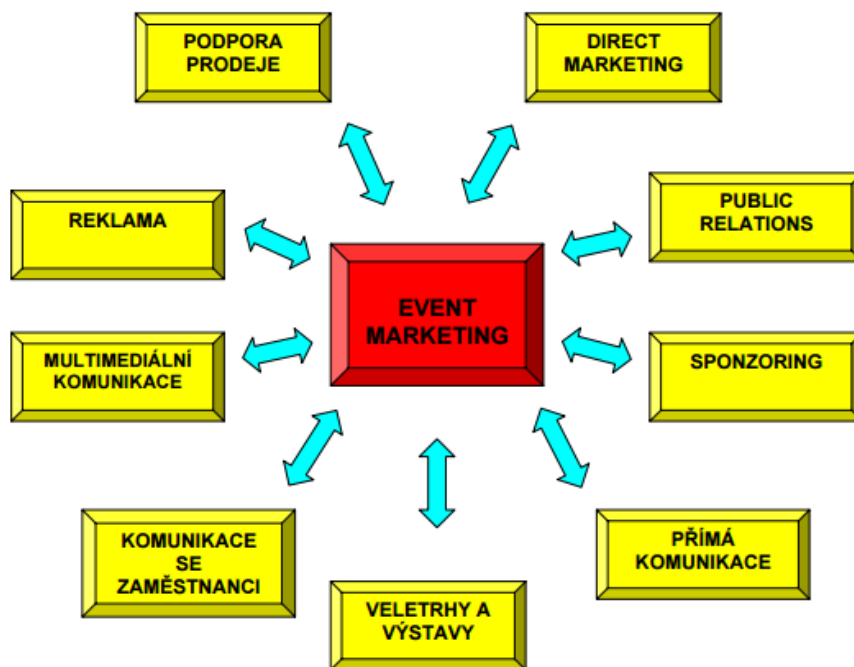 PODPORA
PRODEJE
DIRECT
MARKETING
REKLAMA
PUBLIC
RELATIONS
EVENT
MARKETING
MULTIMEDIÁLNÍ
KOMUNIKACE
SPONZORING
KOMUNIKACE
SE
ZAMĚSTNANCI
VELETRHY A
VÝSTAVY
PŘÍMÁ
KOMUNIKACE